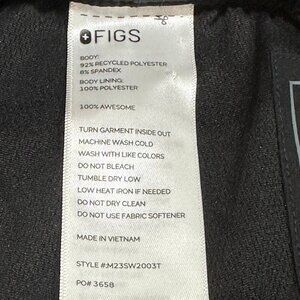 FIGS
BODY:
92% RECYCLED POLYESTER
8% SPANDEX
BODY LINING:
100% POLYESTER
100% AWESOME
TURN GARMENT INSIDE OUT
MACHINE WASH COLD
WASH WITH LIKE COLORS
DO NOT BLEACH
TUMBLE DRY LOW
LOW HEAT IRON IF NEEDED
DO NOT DRY CLEAN
DO NOT USE FABRIC SOFTENER
MADE IN VIETNAM
STYLE #:M23SW2003T
PO# 3658